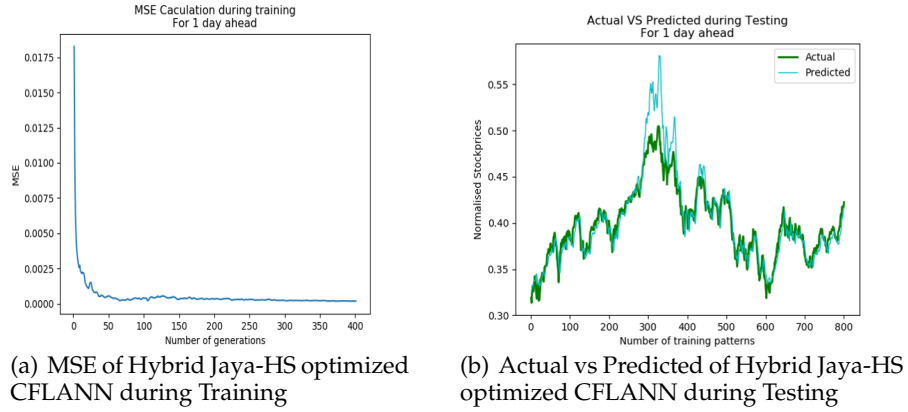 MSE Caculation during training
For 1 day ahead
0.0175
0.0150
0.0125
0.0100
0.0075
0.0050
0.0025
0.0000
MSE
0 50 100 150 200 250 300 350 400
Number of generations
(a) MSE of Hybrid Jaya-HS optimized
CFLANN during Training
Actual VS Predicted during Testing
For 1 day ahead
Actual
Predicted
0.55
0.50
0.45
0.40
0.35
0.30
Normalised Stockprices
0 100 200 300 400 500 600 700 800
Number of training patterns
(b) Actual vs Predicted of Hybrid Jaya-HS
optimized CFLANN during Testing